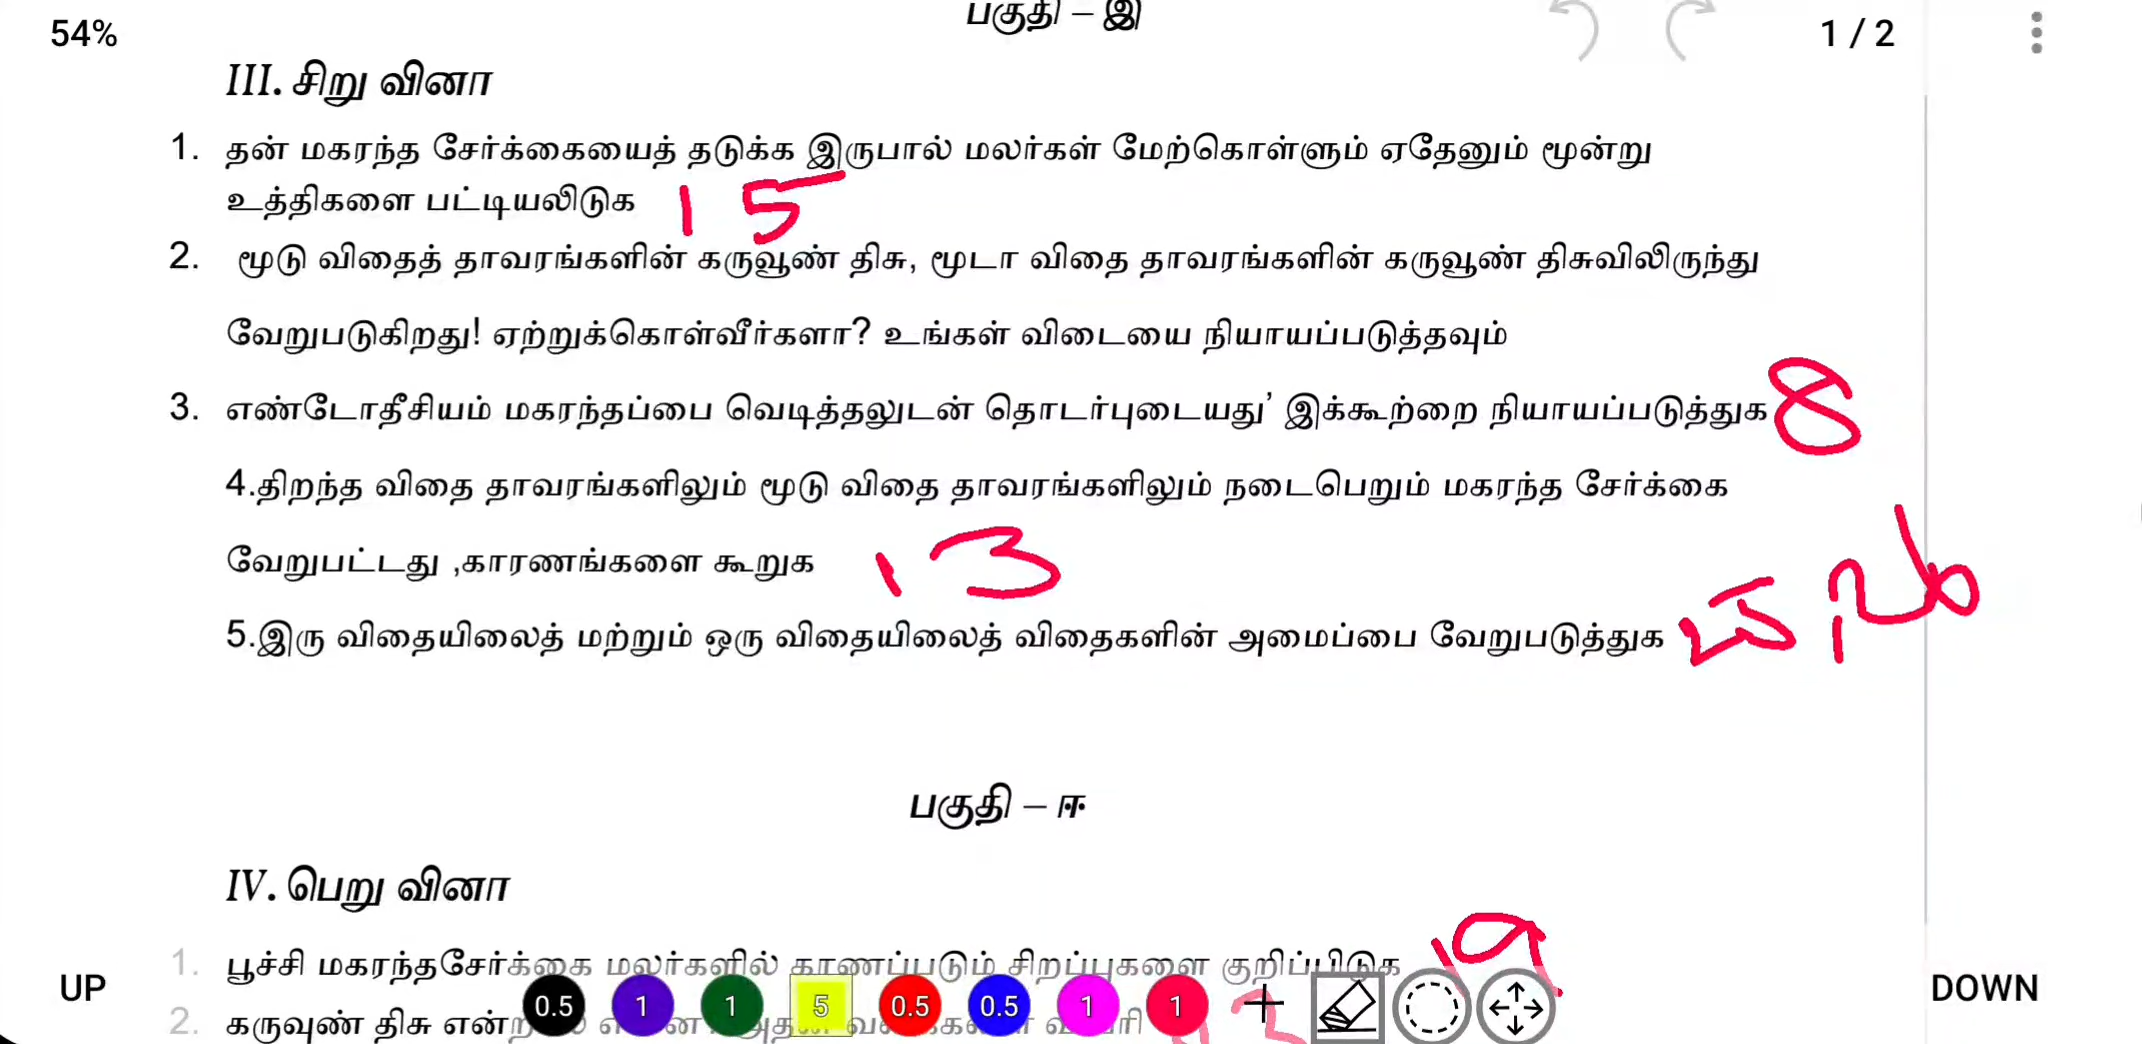 பகுதி – இ
54%
1 / 2
III. சிறு வினா
1. தன் மகரந்த சேர்க்கையைத் தடுக்க இருபால் மலர்கள் மேற்கொள்ளும் ஏதேனும் மூன்று
உத்திகளை பட்டியலிடுக 15
2. மூடு விதைத் தாவரங்களின் கருவூண் திசு, மூடா விதை தாவரங்களின் கருவூண் திசுவிலிருந்து
வேறுபடுகிறது! ஏற்றுக்கொள்வீர்களா? உங்கள் விடையை நியாயப்படுத்தவும்
3. எண்டோதீசியம் மகரந்தப்பை வெடித்தலுடன் தொடர்புடையது' இக்கூற்றை நியாயப்படுத்துக 8
4.திறந்த விதை தாவரங்களிலும் மூடு விதை தாவரங்களிலும் நடைபெறும் மகரந்த சேர்க்கை
வேறுபட்டது ,காரணங்களை கூறுக 13
5.இரு விதையிலைத் மற்றும் ஒரு விதையிலைத் விதைகளின் அமைப்பை வேறுபடுத்துக
பகுதி – ஈ
IV. பெறு வினா
1. பூச்சி மகரந்தசேர்க்கை மலர்களில் காணப்படும் சிறப்புகளை குறிப்பிடுக 19
UP
DOWN
0.5 1 1 5 0.5 0.5 1 1
2. கருவுண் திசு